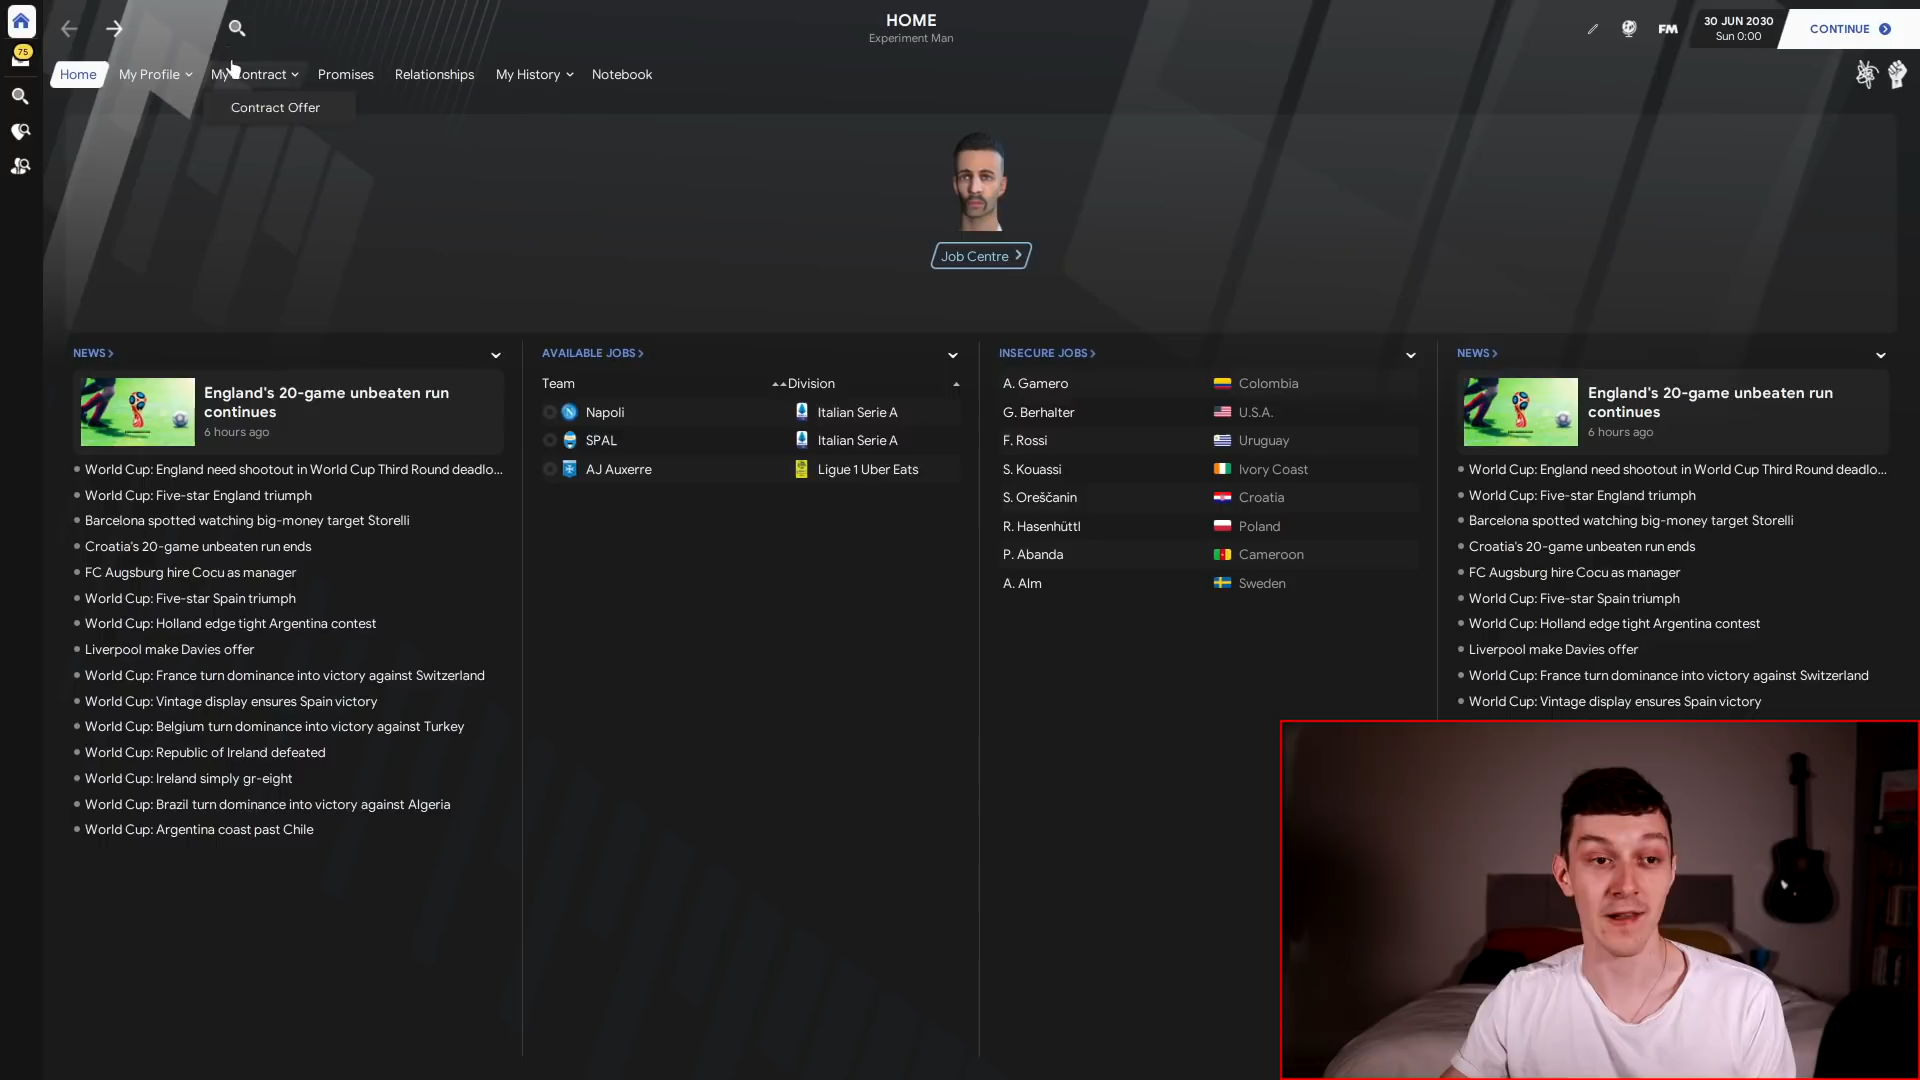 HOME
Experiment Man
FM
30 JUN 2030
Sun 0:00
CONTINUE
75
Home
My Profile
My Contract
Promises
Relationships
My History
Notebook
Contract Offer
Job Centre
NEWS
England's 20-game unbeaten run
continues
6 hours ago
World Cup: England need shootout in World Cup Third Round deadlo...
World Cup: Five-star England triumph
Barcelona spotted watching big-money target Storelli
Croatia's 20-game unbeaten run ends
FC Augsburg hire Cocu as manager
World Cup: Five-star Spain triumph
World Cup: Holland edge tight Argentina contest
Liverpool make Davies offer
World Cup: France turn dominance into victory against Switzerland
World Cup: Vintage display ensures Spain victory
World Cup: Belgium turn dominance into victory against Turkey
World Cup: Republic of Ireland defeated
World Cup: Ireland simply gr-eight
World Cup: Brazil turn dominance into victory against Algeria
World Cup: Argentina coast past Chile
AVAILABLE JOBS
Team Division
Napoli Italian Serie A
SPAL Italian Serie A
AJ Auxerre Ligue 1 Uber Eats
INSECURE JOBS
A. Gamero Colombia
G. Berhalter U.S.A.
F. Rossi Uruguay
S. Kouassi Ivory Coast
S. Oreščanin Croatia
R. Hasenhüttl Poland
P. Abanda Cameroon
A. Alm Sweden
NEWS
England's 20-game unbeaten run
continues
6 hours ago
World Cup: England need shootout in World Cup Third Round deadlo...
World Cup: Five-star England triumph
Barcelona spotted watching big-money target Storelli
Croatia's 20-game unbeaten run ends
FC Augsburg hire Cocu as manager
World Cup: Five-star Spain triumph
World Cup: Holland edge tight Argentina contest
Liverpool make Davies offer
World Cup: France turn dominance into victory against Switzerland
World Cup: Vintage display ensures Spain victory